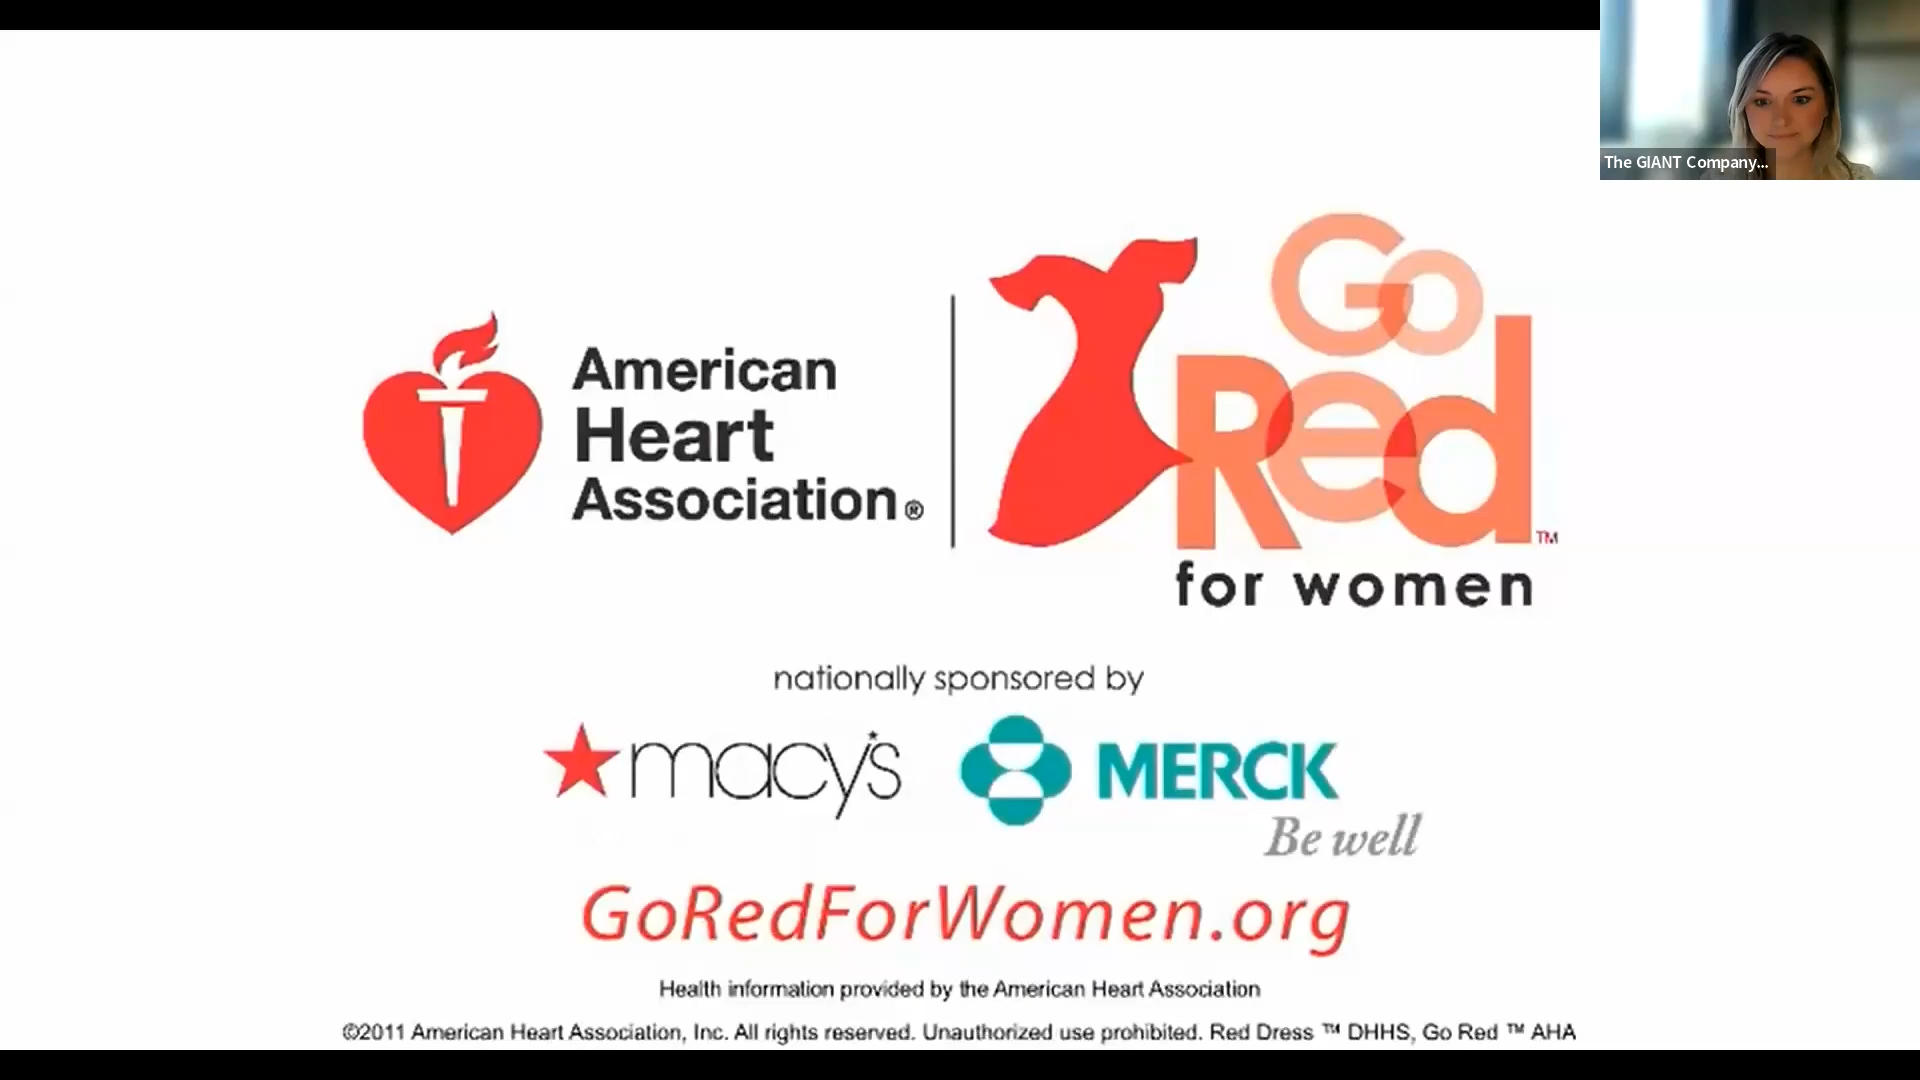 The GIANT Company...
American
Heart
Association®
Go
Red™
for women
nationally sponsored by
macy's
MERCK
Be well
GoRedForWomen.org
Health information provided by the American Heart Association
©2011 American Heart Association, Inc. All rights reserved. Unauthorized use prohibited. Red Dress ™ DHHS, Go Red ™ AHA